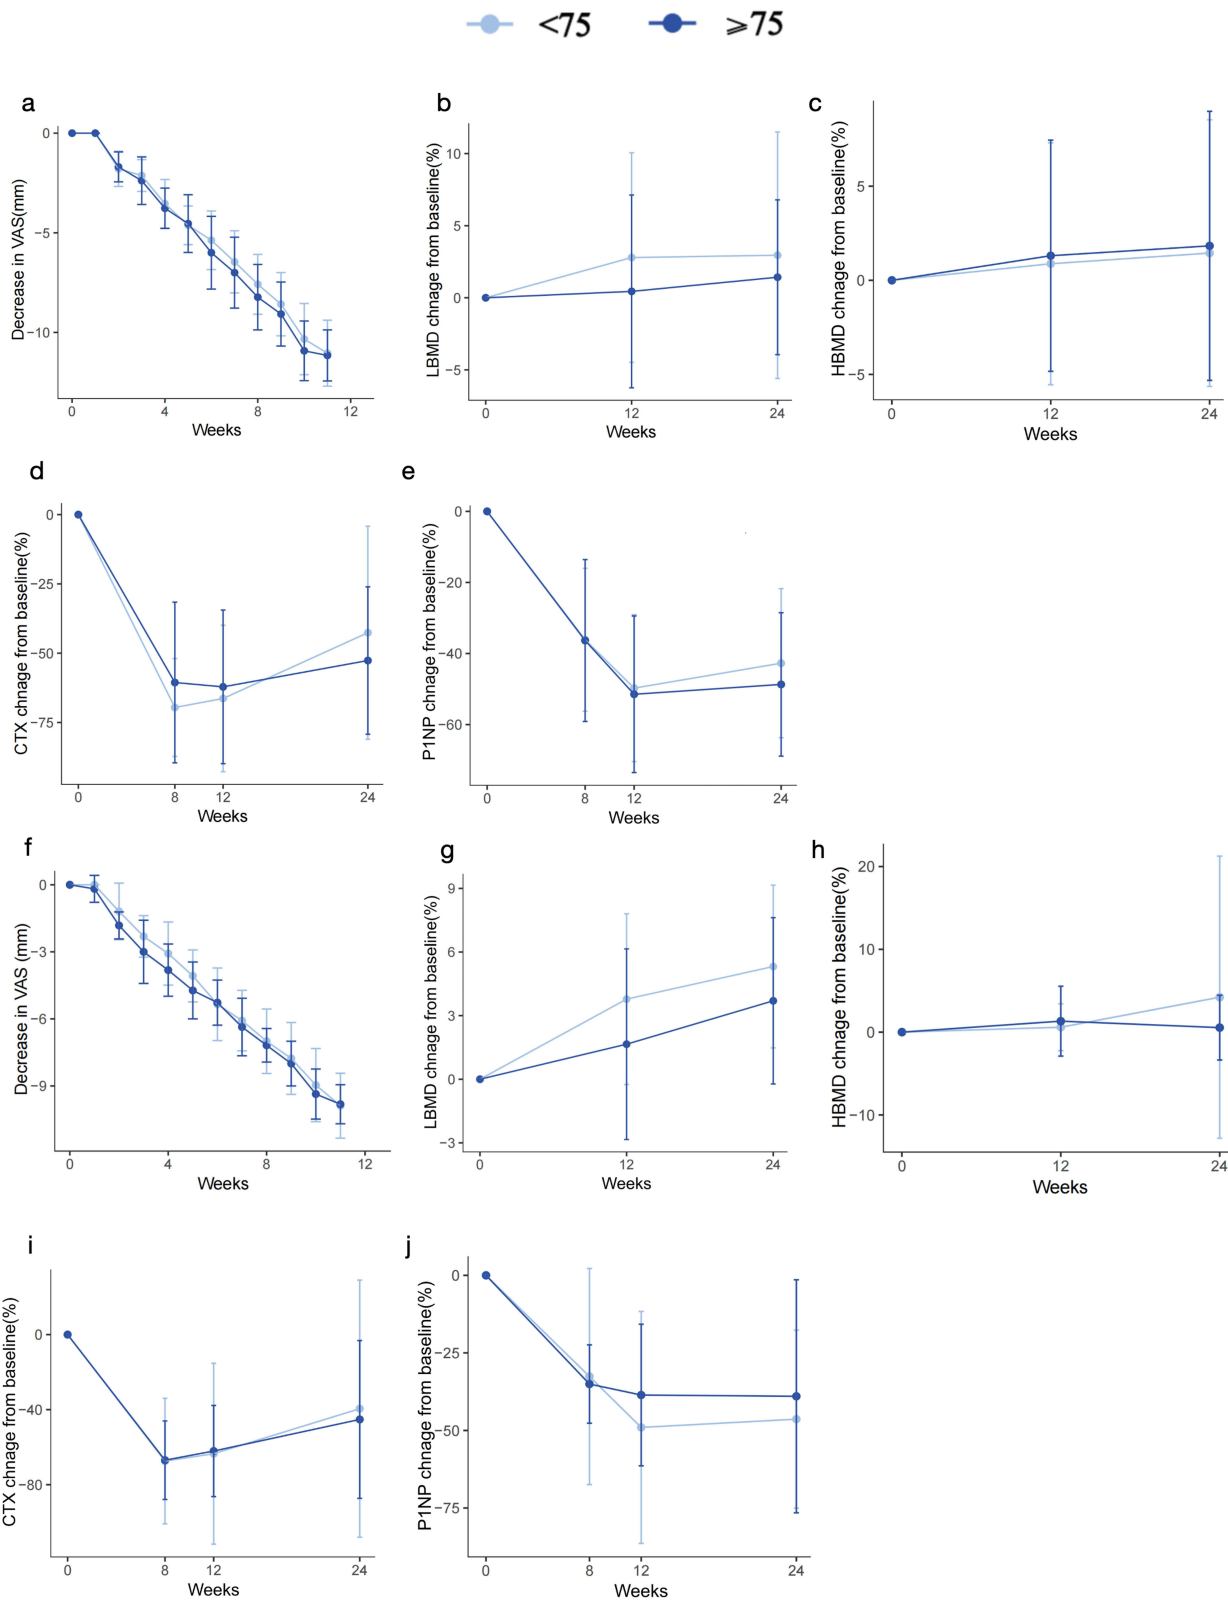 <75 ⩾75
a
0
−5
−10
Decrease in VAS(mm)
0 4 8 12
Weeks
b
10
5
0
−5
LBMD chnage from baseline(%)
0 12 24
Weeks
c
5
0
−5
HBMD chnage from baseline(%)
0 12 24
Weeks
d
0
−25
−50
−75
CTX chnage from baseline(%)
0 8 12 24
Weeks
e
0
−20
−40
−60
P1NP chnage from baseline(%)
0 8 12 24
Weeks
f
0
−3
−6
−9
Decrease in VAS (mm)
0 4 8 12
Weeks
g
9
6
3
0
−3
LBMD chnage from baseline(%)
0 12 24
Weeks
h
20
10
0
−10
HBMD chnage from baseline(%)
0 12 24
Weeks
i
0
−40
−80
CTX chnage from baseline(%)
0 8 12 24
Weeks
j
0
−25
−50
−75
P1NP chnage from baseline(%)
0 8 12 24
Weeks